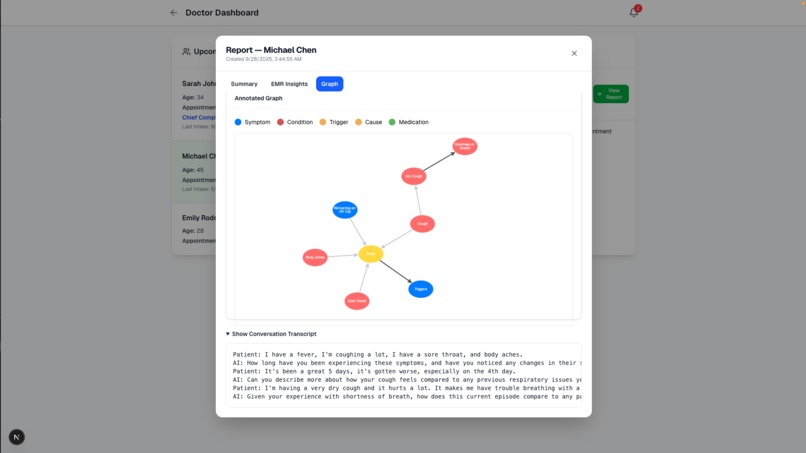 Doctor Dashboard
2
Upcon
Report — Michael Chen
Created 9/28/2025, 3:44:55 AM
Summary
EMR Insights
Graph
Annotated Graph
Symptom
Condition
Trigger
Cause
Medication
Shortness of Breath
Dry Cough
Worsening on
4th Day
Cough
Body Aches
Triggers
Sore Throat
Show Conversation Transcript
Patient: I have a fever, I'm coughing a lot, I have a sore throat, and body aches.
AI: How long have you been experiencing these symptoms, and have you noticed any changes in their
Patient: It's been a great 5 days, it's gotten worse, especially on the 4th day.
AI: Can you describe more about how your cough feels compared to any previous respiratory issues yo
Patient: I'm having a very dry cough and it hurts a lot. It makes me have trouble breathing with a
AI: Given your experience with shortness of breath, how does this current episode compare to any pa
Sarah Joh
Age: 34
Appointme
Chief Comp
Last Intake: 9/
Michael C
Age: 45
Appointme
Last Intake: 9/
Emily Rod
Age: 28
Appointme
View
Report
ntment
N